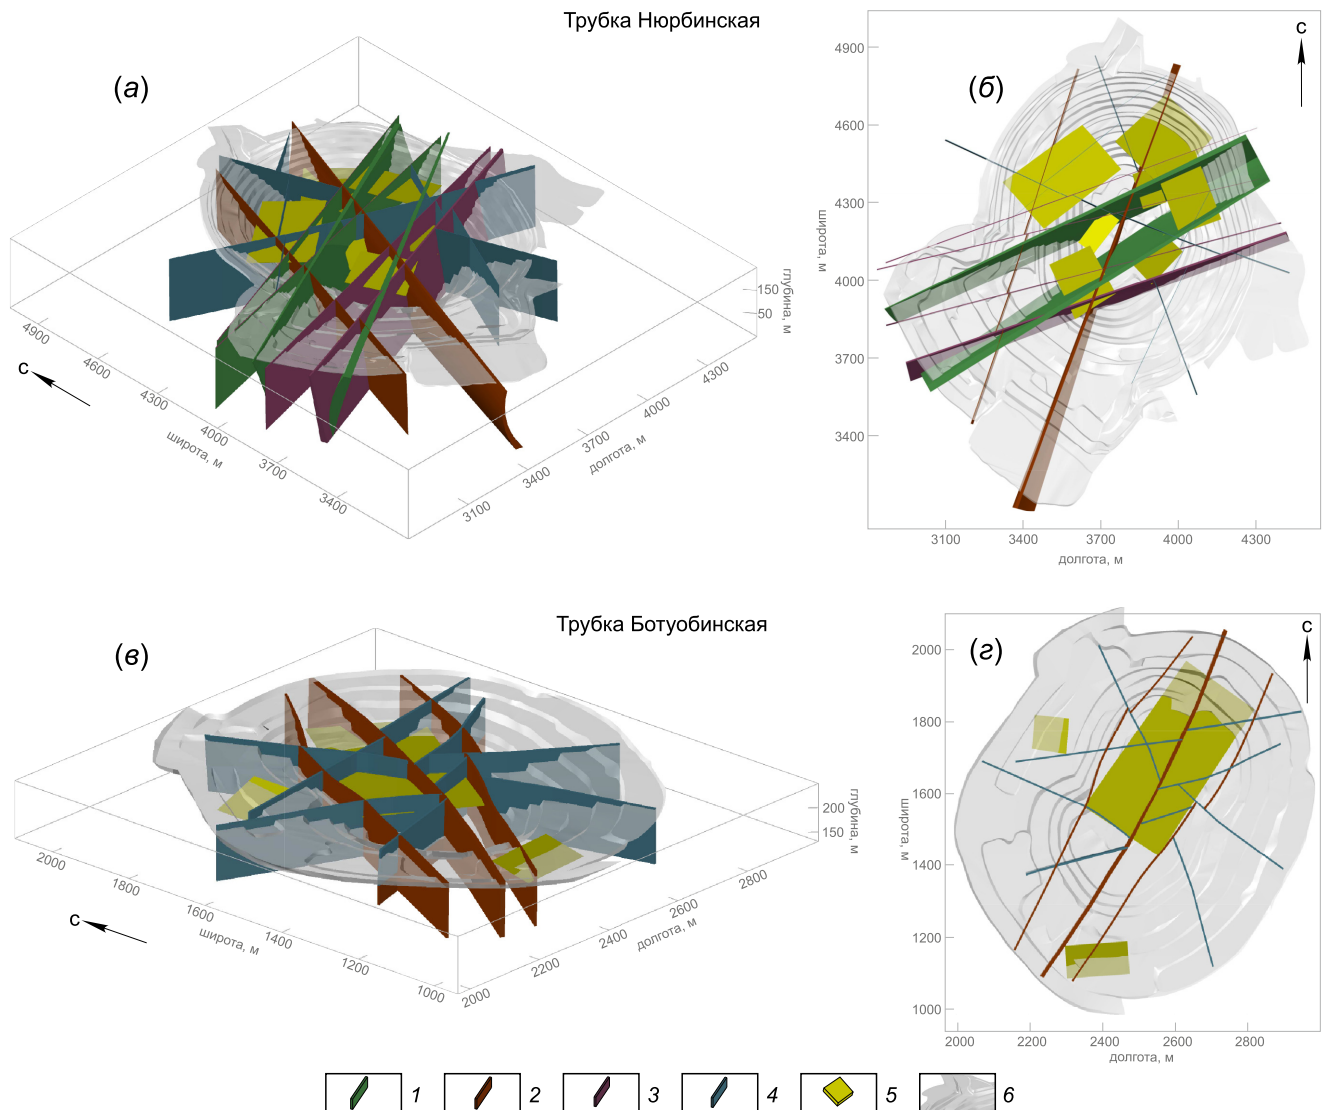 Трубка Нюрбинская
(а)
глубина, м
150
50
4900
4600
4300
4000
3700
3400
широта, м
3100
3400
3700
4000
4300
долгота, м
С
(б)
С
4900
4600
4300
4000
3700
3400
широта, м
3100
3400
3700
4000
4300
долгота, м
Трубка Ботуобинская
(в)
глубина, м
200
150
2000
1800
1600
1400
1200
1000
широта, м
2000
2200
2400
2600
2800
долгота, м
С
(г)
С
2000
1800
1600
1400
1200
1000
широта, м
2000
2200
2400
2600
2800
долгота, м
1
2
3
4
5
6